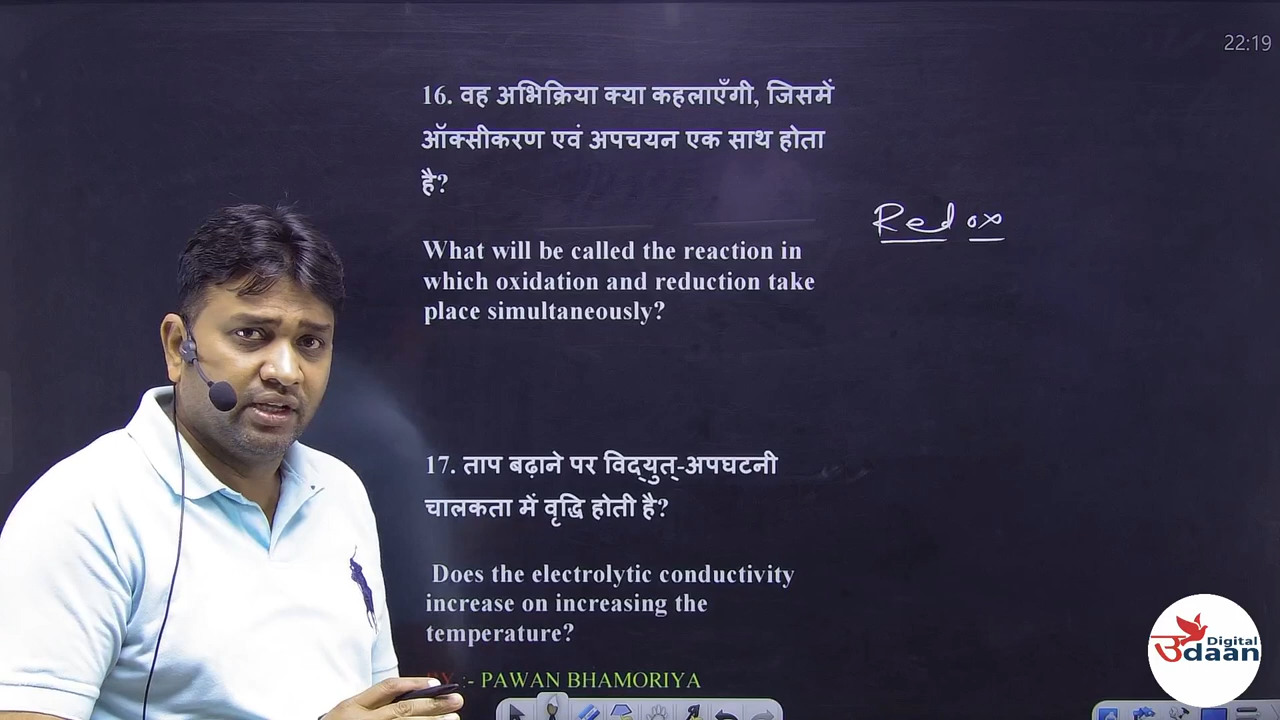 22:19
16. वह अभिक्रिया क्या कहलाएँगी, जिसमें
ऑक्सीकरण एवं अपचयन एक साथ होता
है?
Redox
What will be called the reaction in
which oxidation and reduction take
place simultaneously?
17. ताप बढ़ाने पर विद्युत्-अपघटनी
चालकता में वृद्धि होती है?
Does the electrolytic conductivity
increase on increasing the
temperature?
BY :- PAWAN BHAMORIYA
Digital
उdaan